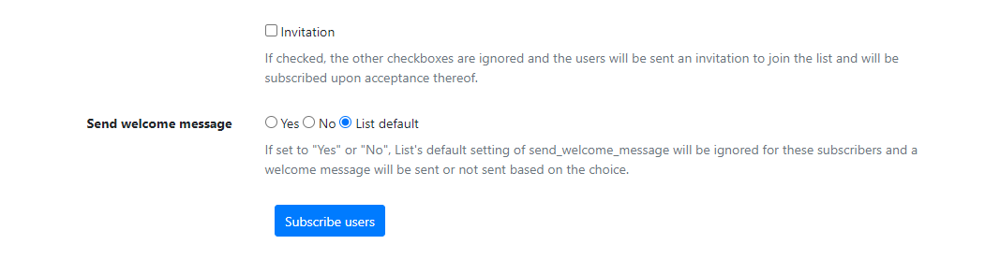 Invitation
If checked, the other checkboxes are ignored and the users will be sent an invitation to join the list and will be
subscribed upon acceptance thereof.
Send welcome message Yes No List default
If set to "Yes" or "No", List's default setting of send_welcome_message will be ignored for these subscribers and a
welcome message will be sent or not sent based on the choice.
Subscribe users